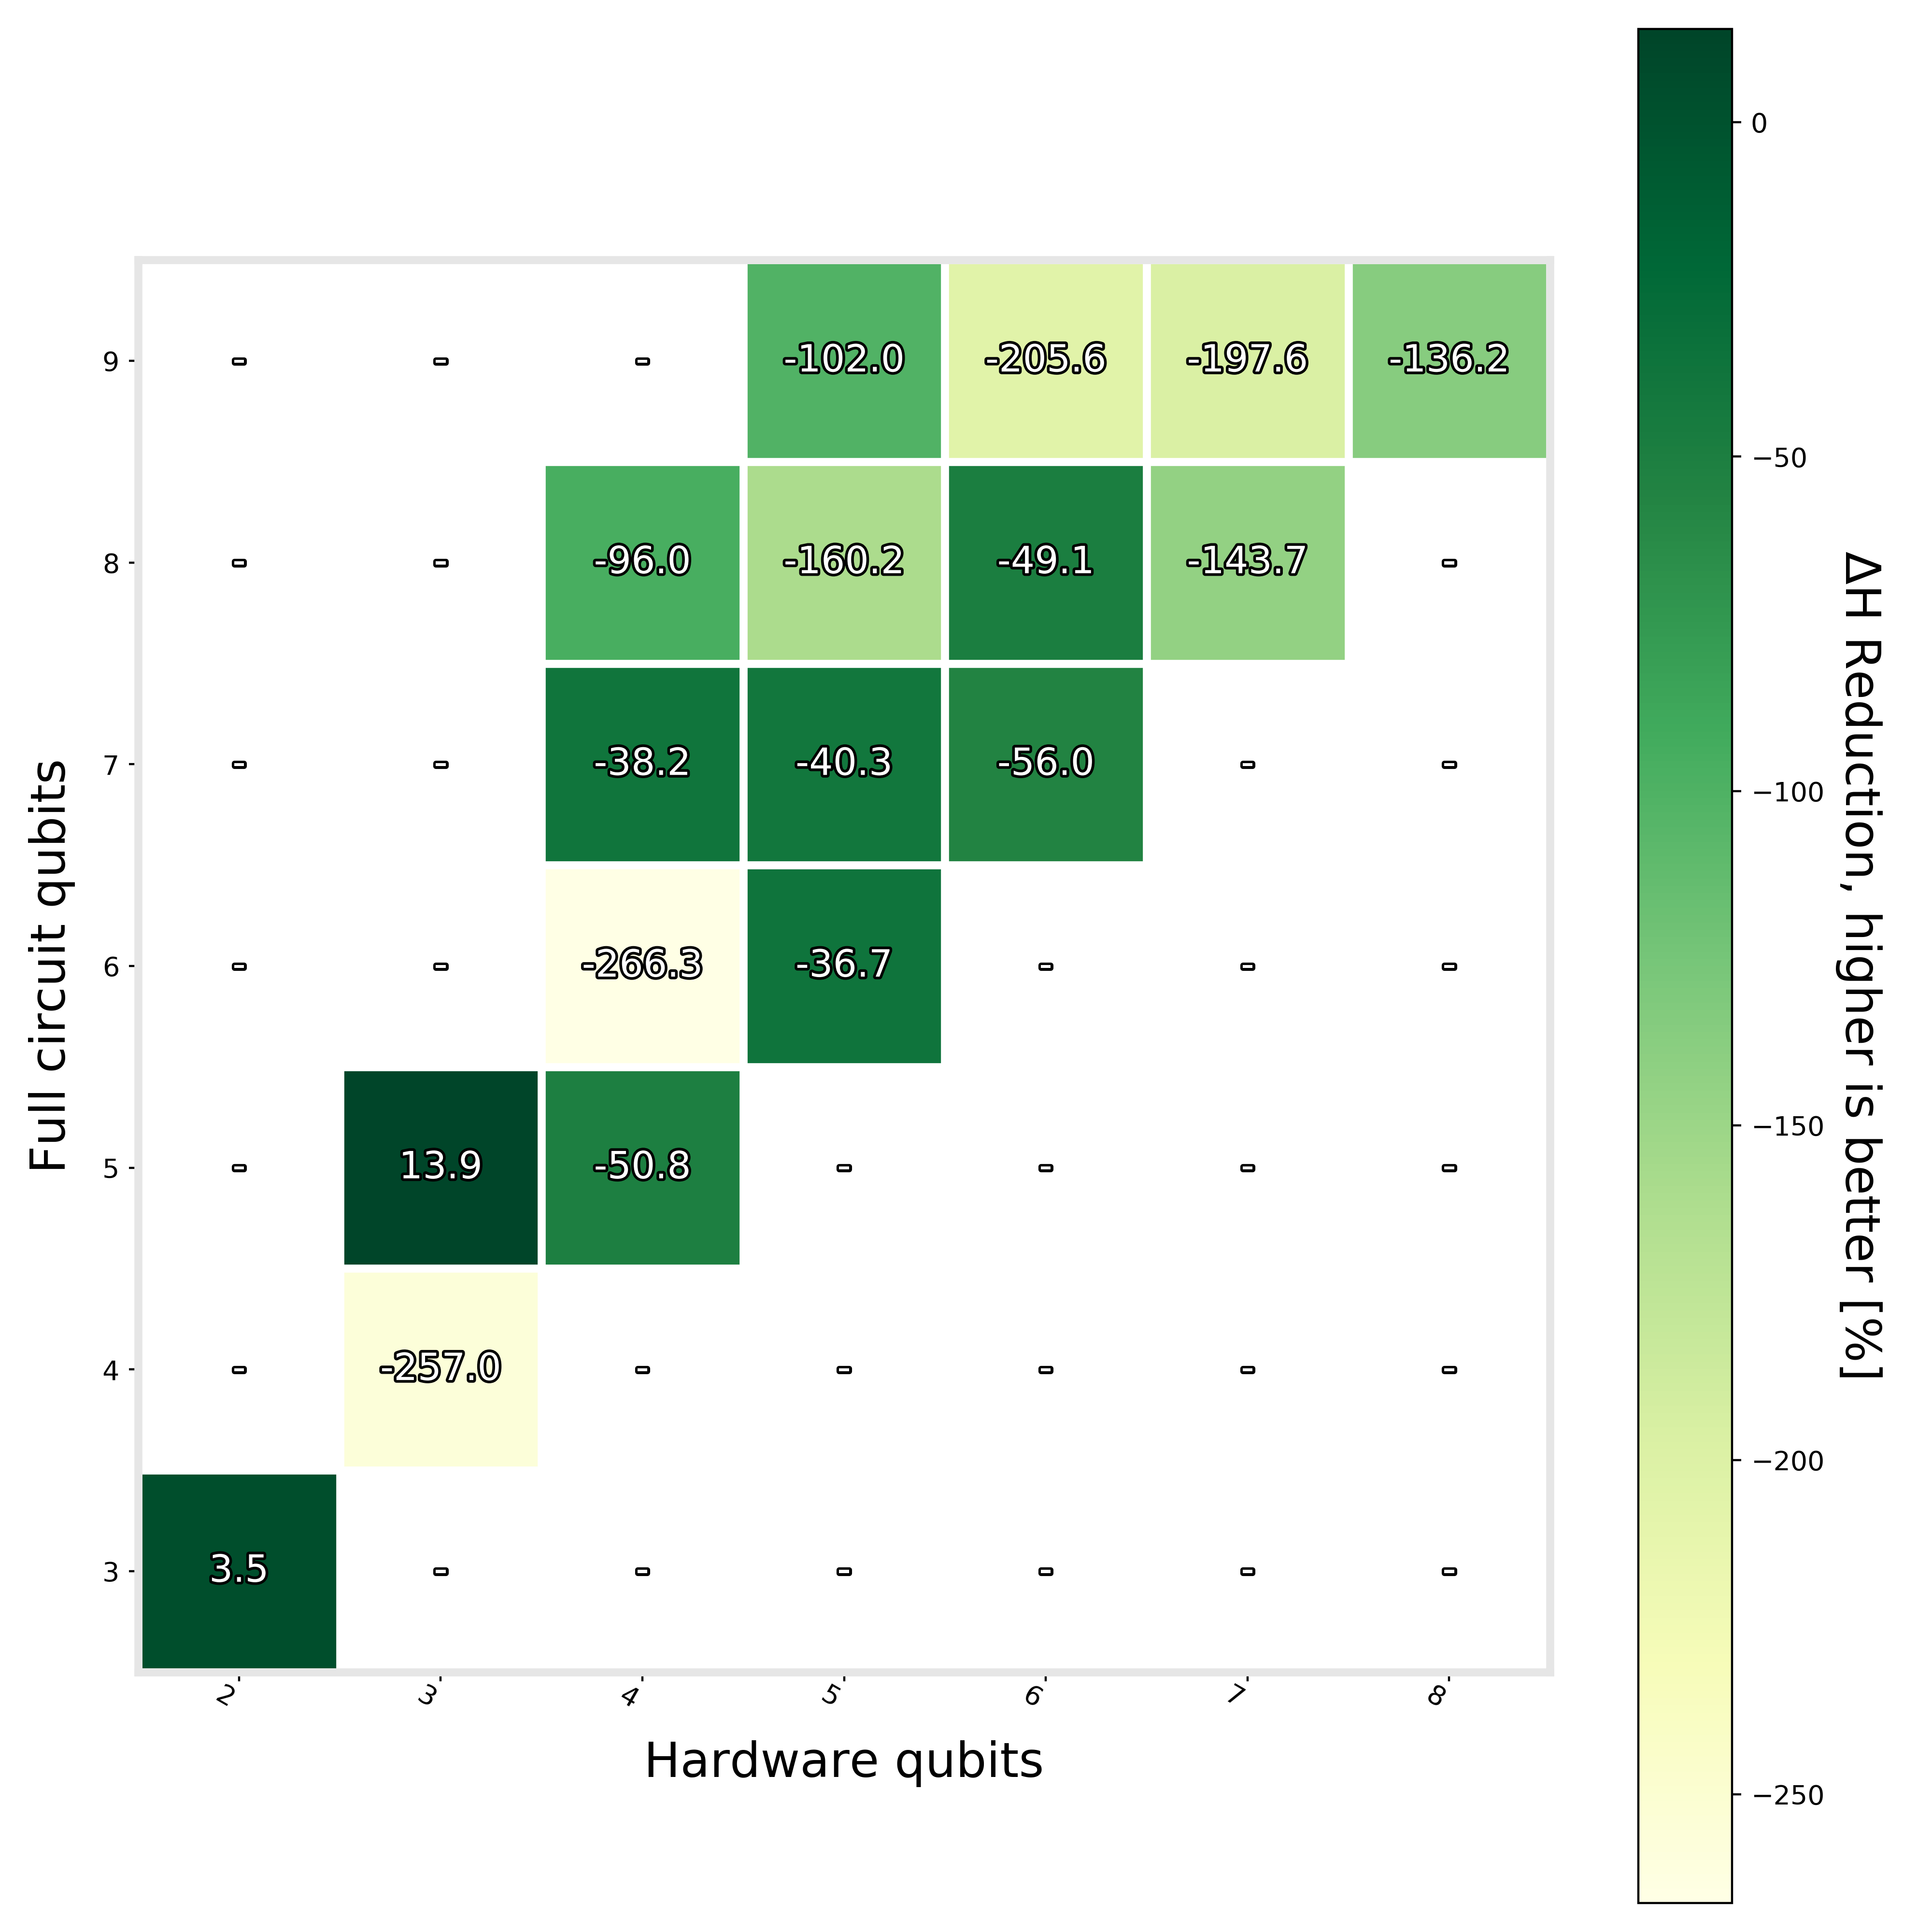 9 - - - -102.0 -205.6 -197.6 -136.2
8 - - -96.0 -160.2 -49.1 -143.7 -
7 - - -38.2 -40.3 -56.0 - -
6 - - -266.3 -36.7 - - -
5 - 13.9 -50.8 - - - -
4 - -257.0 - - - - -
3 3.5 - - - - - -
2 3 4 5 6 7 8
Hardware qubits
Full circuit qubits
0
−50
−100
−150
−200
−250
ΔH Reduction, higher is better [%]